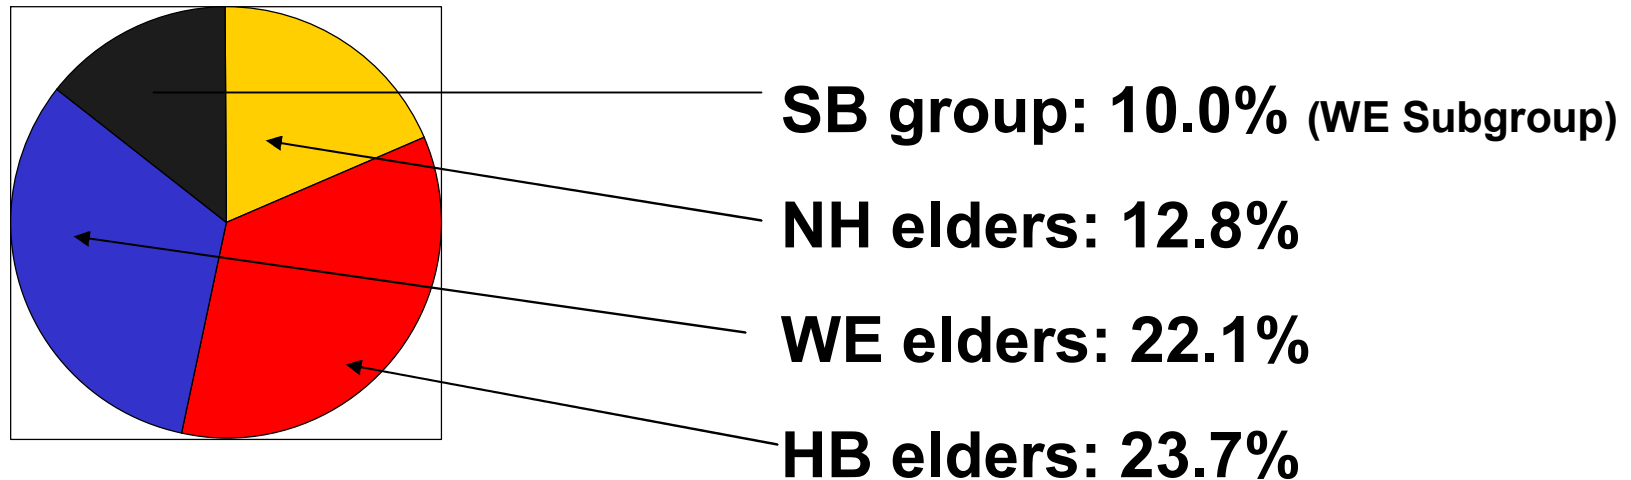 SB group: 10.0% (WE Subgroup)
NH elders: 12.8%
WE elders: 22.1%
HB elders: 23.7%